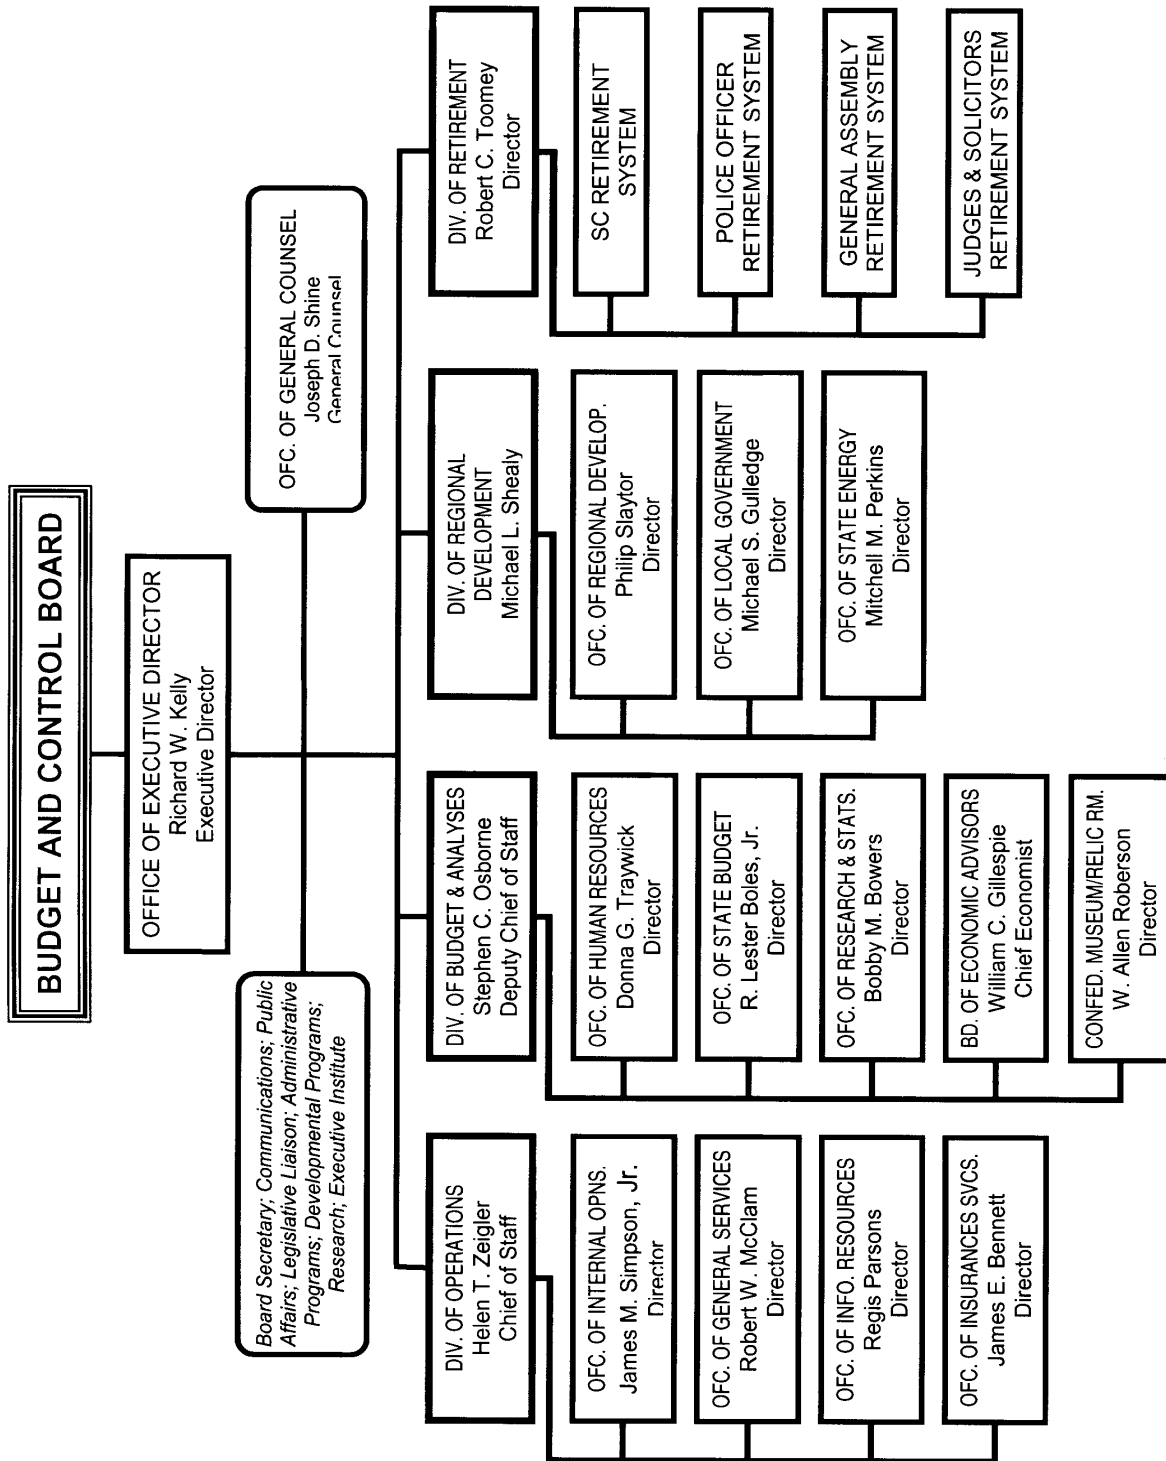 BUDGET AND CONTROL BOARD
OFFICE OF EXECUTIVE DIRECTOR
Richard W. Kelly
Executive Director
Board Secretary; Communications; Public
Affairs; Legislative Liaison; Administrative
Programs; Developmental Programs;
Research; Executive Institute
OFC. OF GENERAL COUNSEL
Joseph D. Shine
General Counsel
DIV. OF OPERATIONS
Helen T. Zeigler
Chief of Staff
OFC. OF INTERNAL OPNS.
James M. Simpson, Jr.
Director
OFC. OF GENERAL SERVICES
Robert W. McClam
Director
OFC. OF INFO. RESOURCES
Regis Parsons
Director
OFC. OF INSURANCES SVCS.
James E. Bennett
Director
DIV. OF BUDGET & ANALYSES
Stephen C. Osborne
Deputy Chief of Staff
OFC. OF HUMAN RESOURCES
Donna G. Traywick
Director
OFC. OF STATE BUDGET
R. Lester Boles, Jr.
Director
OFC. OF RESEARCH & STATS.
Bobby M. Bowers
Director
BD. OF ECONOMIC ADVISORS
William C. Gillespie
Chief Economist
CONFED. MUSEUM/RELIC RM.
W. Allen Roberson
Director
DIV. OF REGIONAL
DEVELOPMENT
Michael L. Shealy
OFC. OF REGIONAL DEVELOP.
Philip Slaytor
Director
OFC. OF LOCAL GOVERNMENT
Michael S. Gulledge
Director
OFC. OF STATE ENERGY
Mitchell M. Perkins
Director
DIV. OF RETIREMENT
Robert C. Toomey
Director
SC RETIREMENT
SYSTEM
POLICE OFFICER
RETIREMENT SYSTEM
GENERAL ASSEMBLY
RETIREMENT SYSTEM
JUDGES & SOLICITORS
RETIREMENT SYSTEM